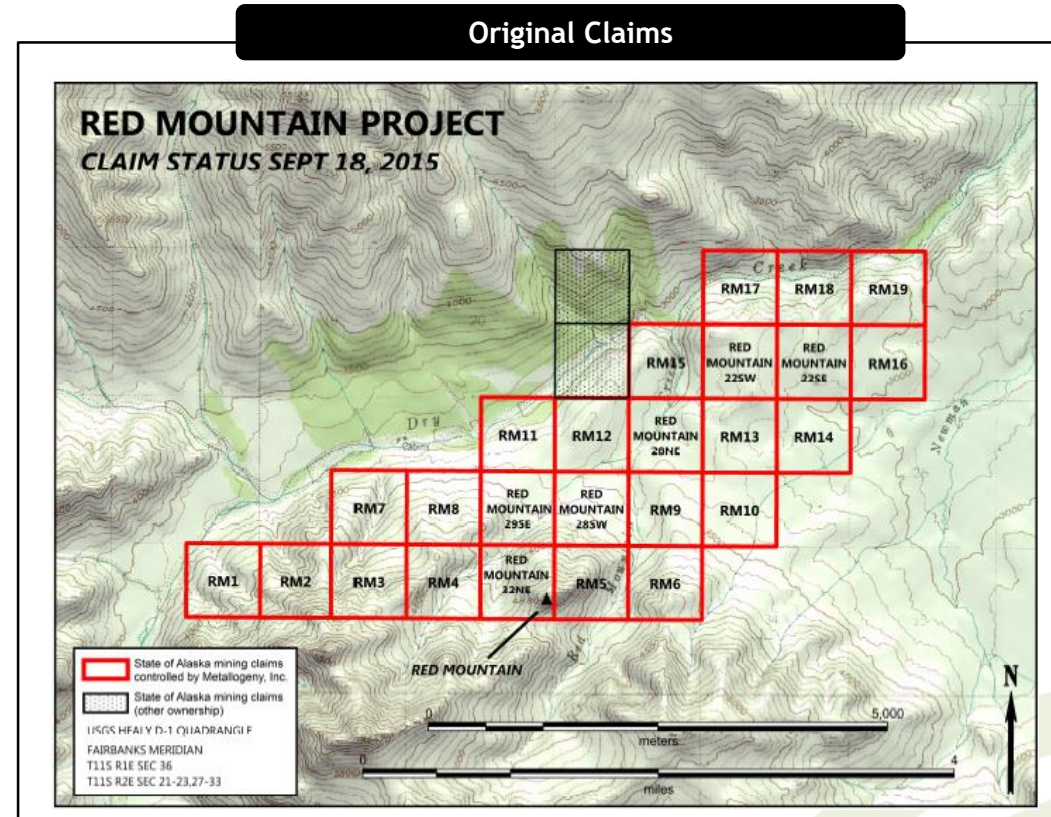 Original Claims
RED MOUNTAIN PROJECT
CLAIM STATUS SEPT 18, 2015
Creek
RM17
RM18
RM19
RM15
RED
MOUNTAIN
22SW
RED
MOUNTAIN
22SE
RM16
Newman
Dry
Cabins
RM11
RM12
RED
MOUNTAIN
28NE
RM13
RM14
RM7
RM8
RED
MOUNTAIN
29SE
RED
MOUNTAIN
28SW
RM9
RM10
RM1
RM2
RM3
RM4
RED
MOUNTAIN
32NE
RM5
RM6
Red
RED MOUNTAIN
N
State of Alaska mining claims
controlled by Metallogeny, Inc.
State of Alaska mining claims
(other ownership)
USGS HEALY D-1 QUADRANGLE
FAIRBANKS MERIDIAN
T11S R1E SEC 36
T11S R2E SEC 21-23,27-33
0
5,000
meters
0
4
miles